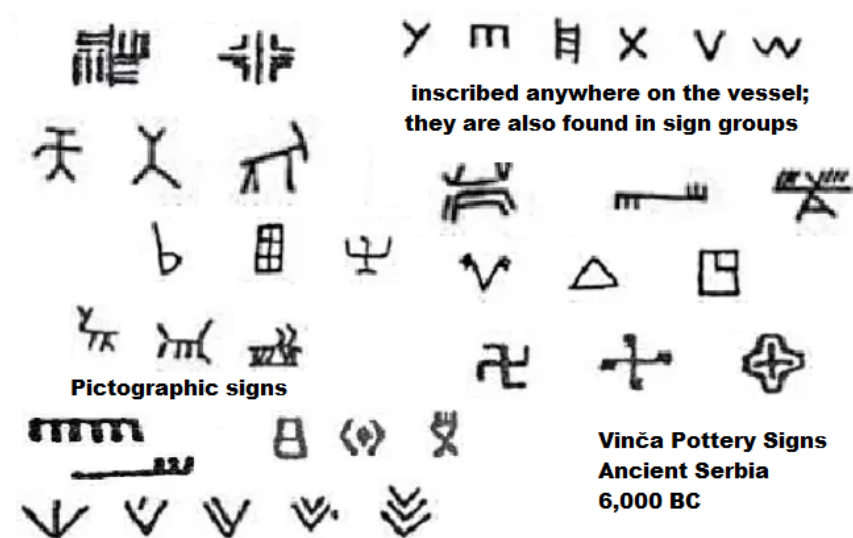 inscribed anywhere on the vessel;
they are also found in sign groups
Pictographic signs
Vinča Pottery Signs
Ancient Serbia
6,000 BC